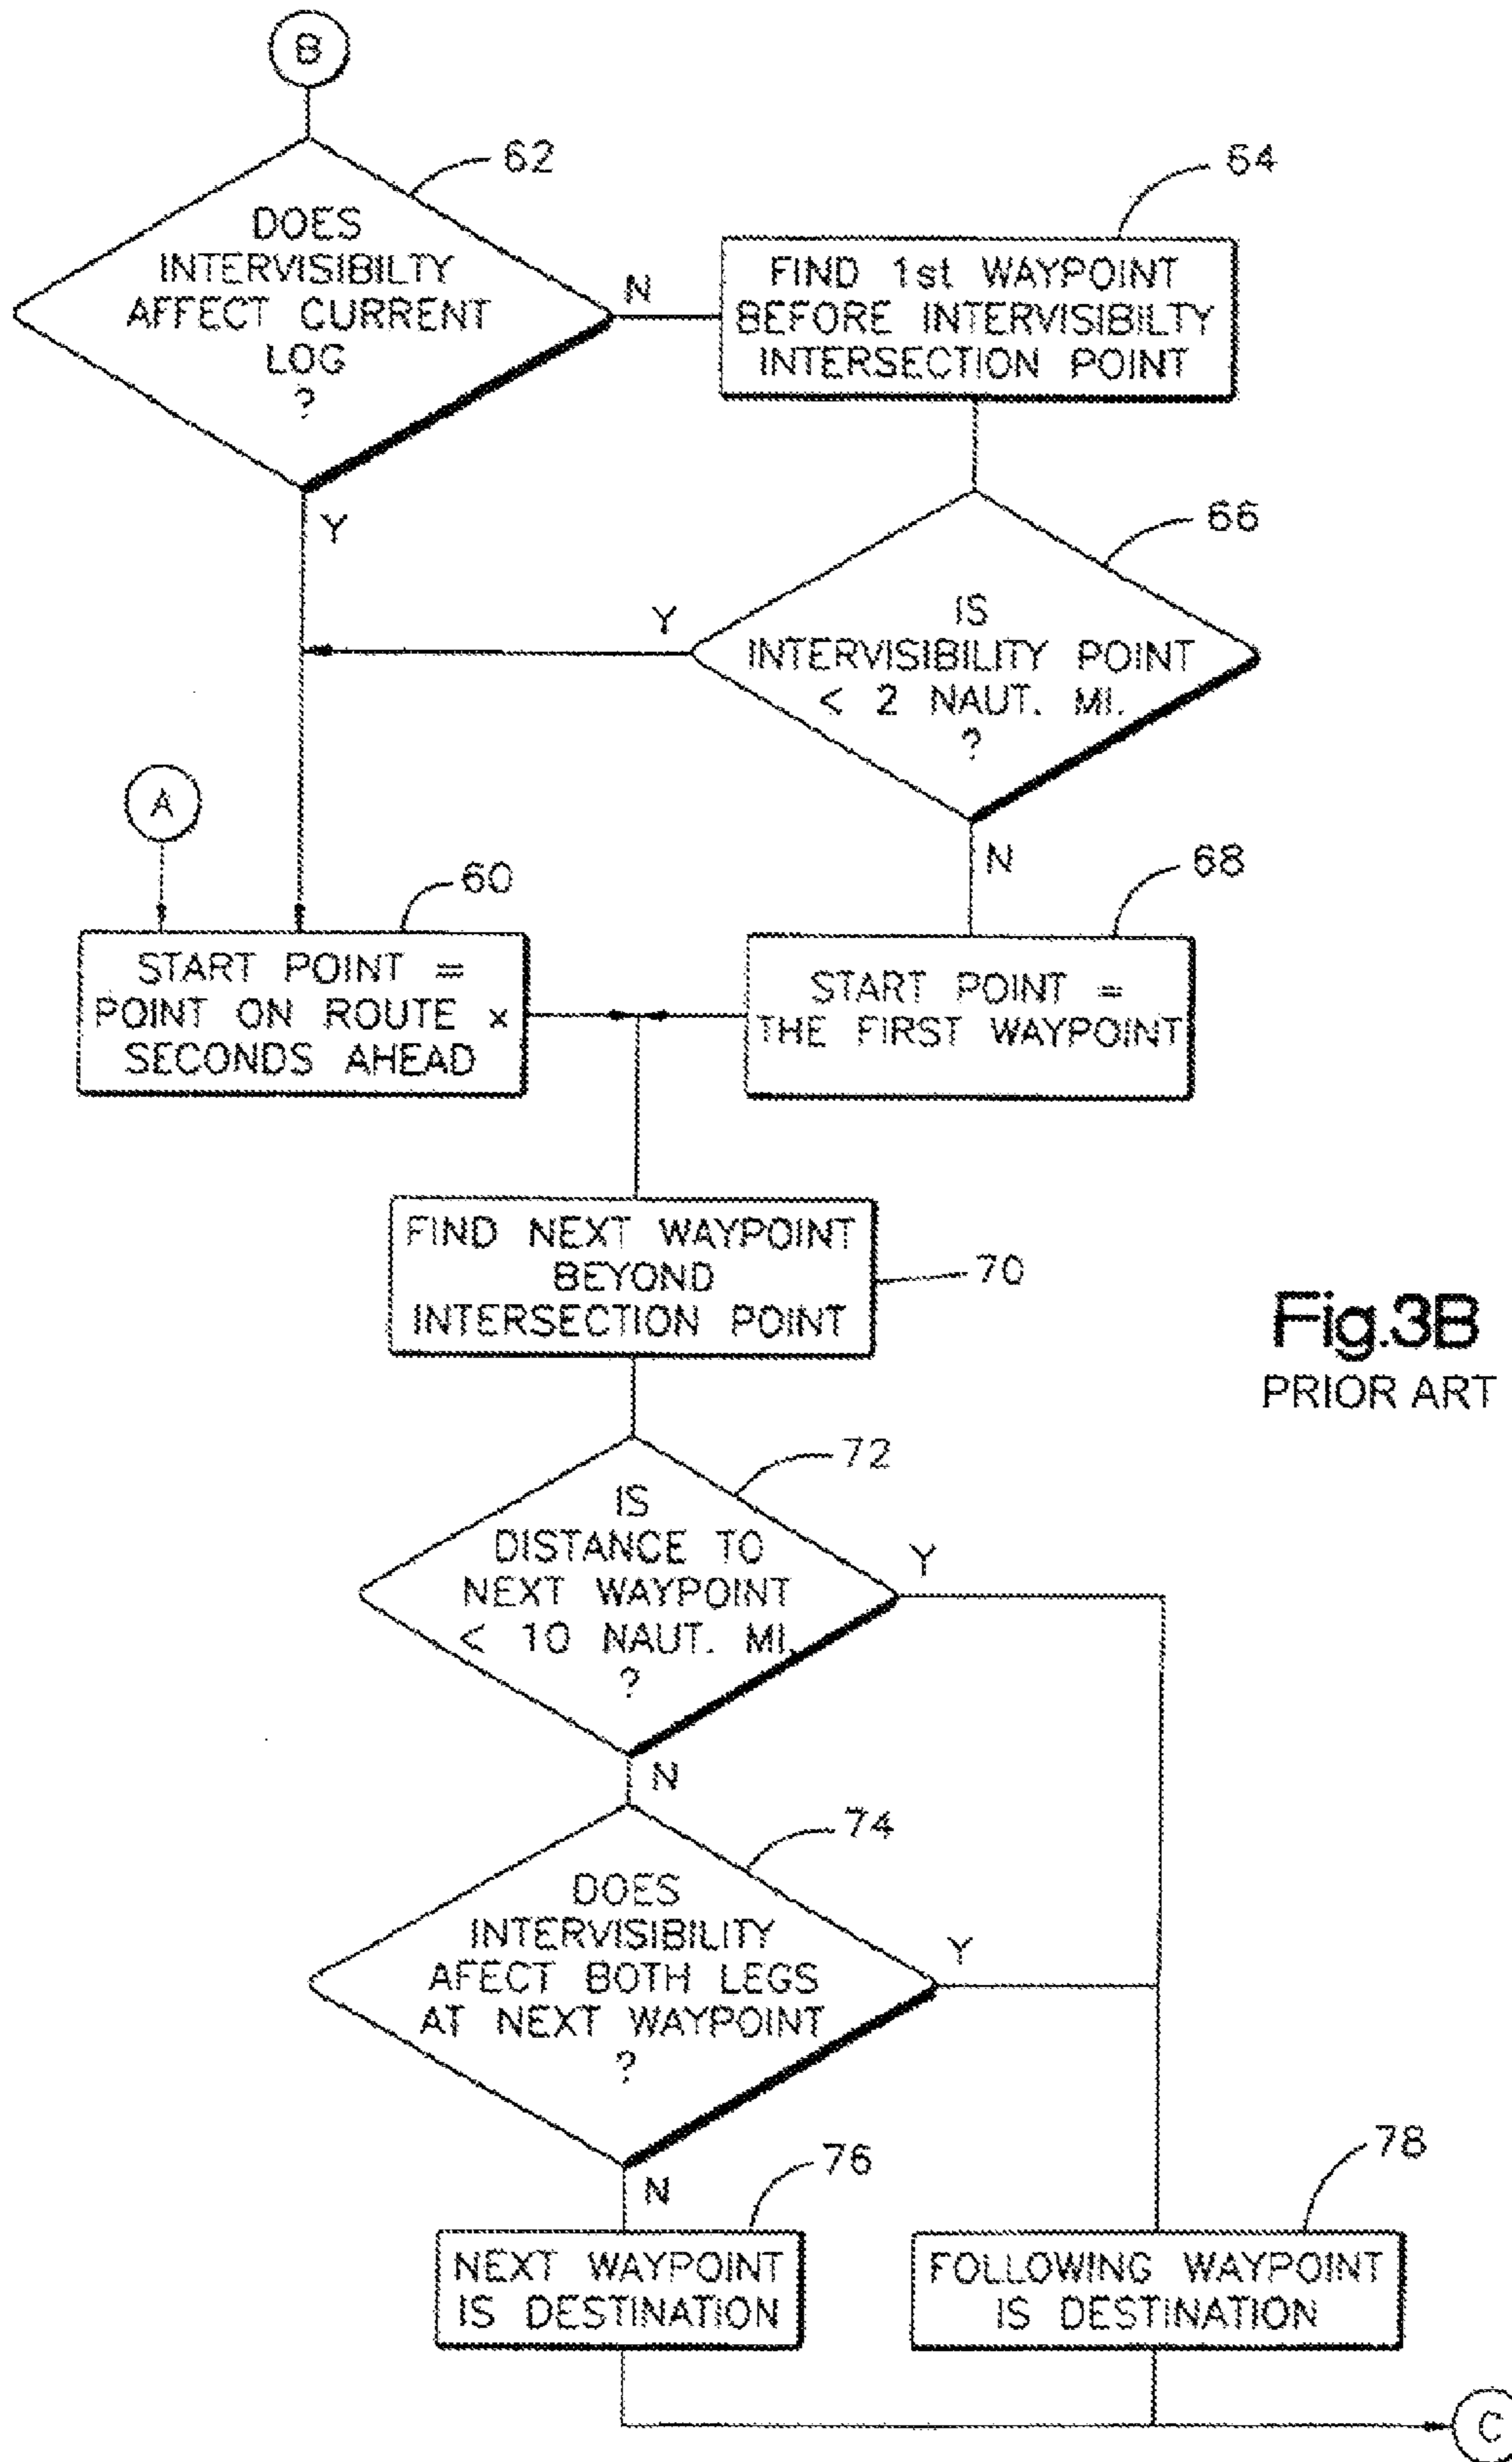 B
62
DOES
INTERVISIBILTY
AFFECT CURRENT
LOG
?
N
Y
64
FIND 1st WAYPOINT
BEFORE INTERVISIBILTY
INTERSECTION POINT
66
IS
INTERVISIBILITY POINT
< 2 NAUT. MI.
?
Y
N
A
60
START POINT =
POINT ON ROUTE x
SECONDS AHEAD
68
START POINT =
THE FIRST WAYPOINT
FIND NEXT WAYPOINT
BEYOND
INTERSECTION POINT
70
Fig.3B
PRIOR ART
72
IS
DISTANCE TO
NEXT WAYPOINT
< 10 NAUT. MI.
?
Y
N
74
DOES
INTERVISIBILITY
AFECT BOTH LEGS
AT NEXT WAYPOINT
?
Y
N
76
NEXT WAYPOINT
IS DESTINATION
78
FOLLOWING WAYPOINT
IS DESTINATION
C